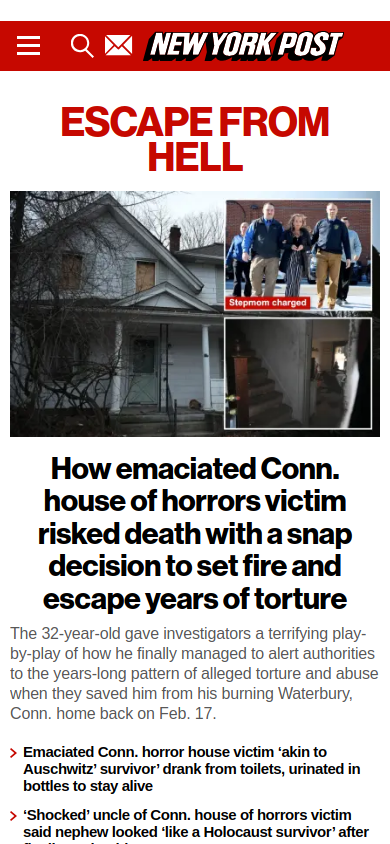 NEW YORK POST
ESCAPE FROM
HELL
Stepmom charged
How emaciated Conn.
house of horrors victim
risked death with a snap
decision to set fire and
escape years of torture
The 32-year-old gave investigators a terrifying play-
by-play of how he finally managed to alert authorities
to the years-long pattern of alleged torture and abuse
when they saved him from his burning Waterbury,
Conn. home back on Feb. 17.
Emaciated Conn. horror house victim ‘akin to
Auschwitz’ survivor’ drank from toilets, urinated in
bottles to stay alive
‘Shocked’ uncle of Conn. house of horrors victim
said nephew looked ‘like a Holocaust survivor’ after